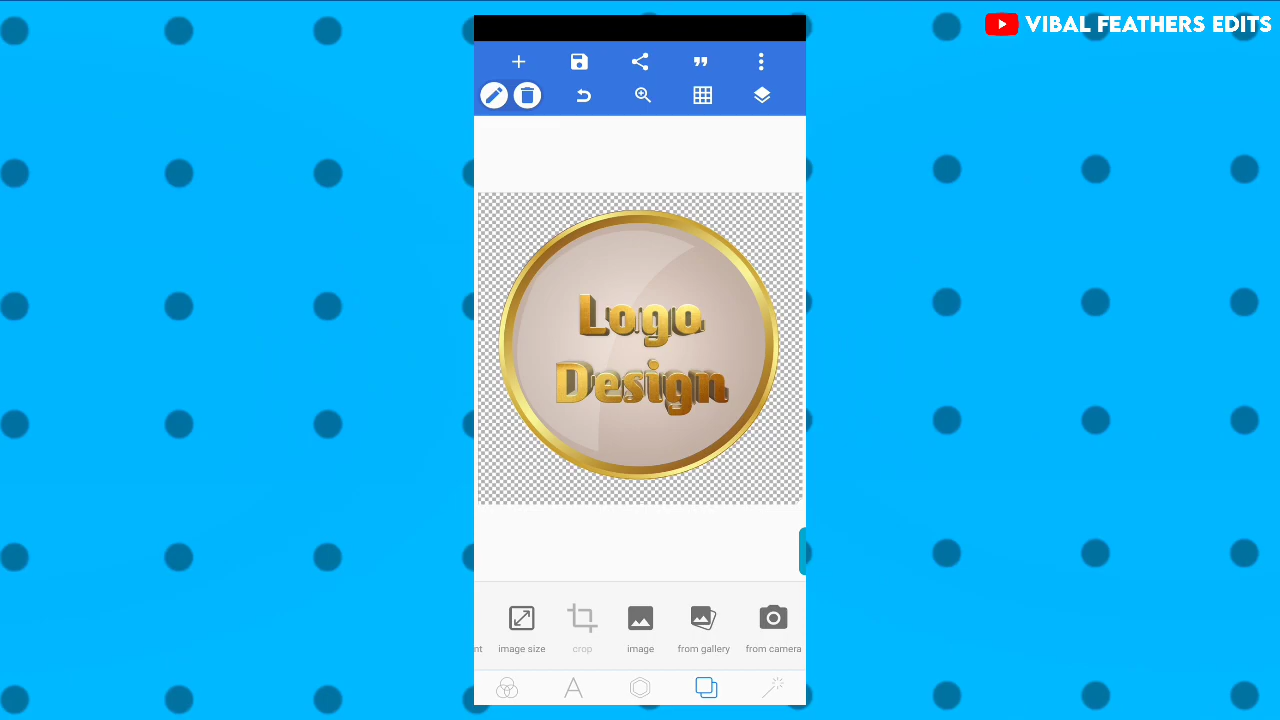 VIBAL FEATHERS EDITS
Logo
Design
nt
image size
crop
image
from gallery
from camera